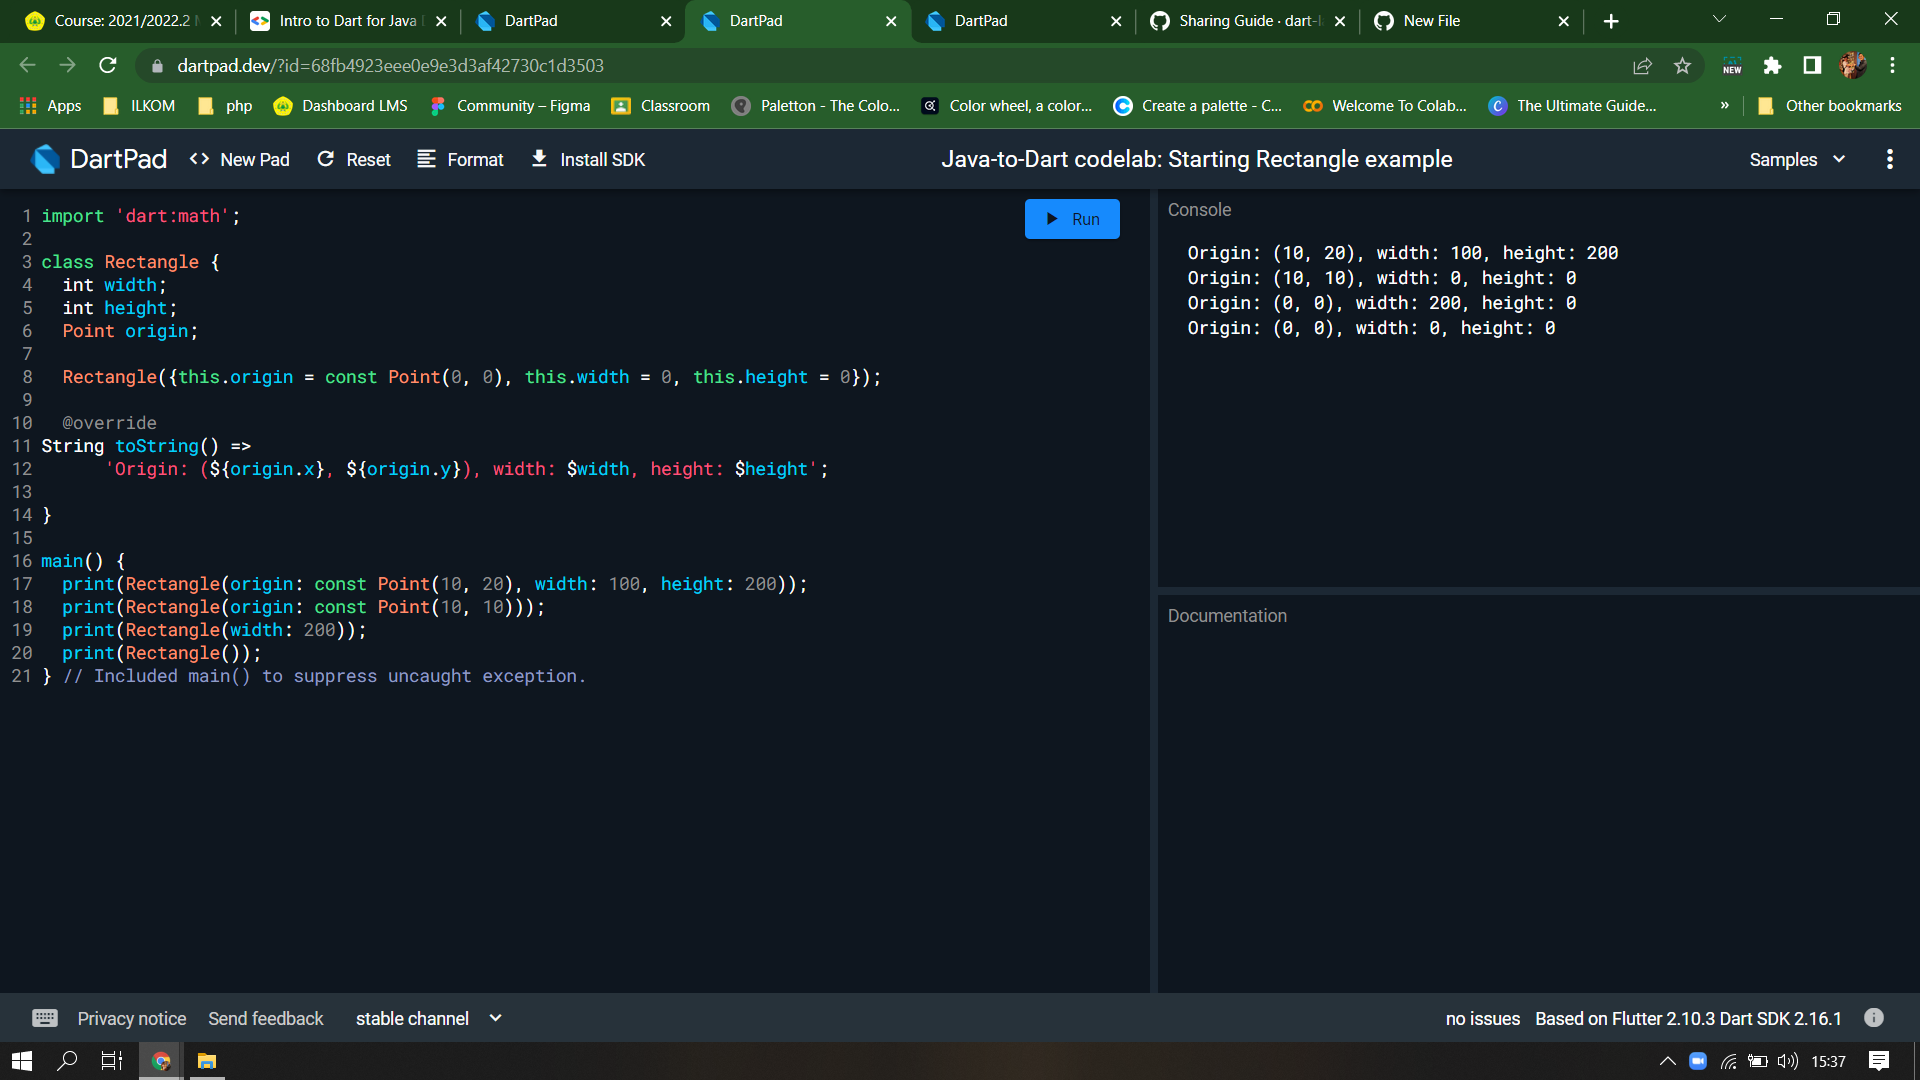 Course: 2021/2022.2
Intro to Dart for Java
DartPad
DartPad
DartPad
Sharing Guide · dart-l
New File
dartpad.dev/?id=68fb4923eee0e9e3d3af42730c1d3503
NEW
Apps
ILKOM
php
Dashboard LMS
Community – Figma
Classroom
Paletton - The Colo...
Color wheel, a color...
Create a palette - C...
Welcome To Colab...
The Ultimate Guide...
»
Other bookmarks
DartPad
<> New Pad
Reset
Format
Install SDK
Java-to-Dart codelab: Starting Rectangle example
Samples
1 import 'dart:math';
2
3 class Rectangle {
4   int width;
5   int height;
6   Point origin;
7
8   Rectangle({this.origin = const Point(0, 0), this.width = 0, this.height = 0});
9
10   @override
11 String toString() =>
12       'Origin: (${origin.x}, ${origin.y}), width: $width, height: $height';
13
14 }
15
16 main() {
17   print(Rectangle(origin: const Point(10, 20), width: 100, height: 200));
18   print(Rectangle(origin: const Point(10, 10)));
19   print(Rectangle(width: 200));
20   print(Rectangle());
21 } // Included main() to suppress uncaught exception.
Run
Console
Origin: (10, 20), width: 100, height: 200
Origin: (10, 10), width: 0, height: 0
Origin: (0, 0), width: 200, height: 0
Origin: (0, 0), width: 0, height: 0
Documentation
Privacy notice
Send feedback
stable channel
no issues
Based on Flutter 2.10.3 Dart SDK 2.16.1
15:37